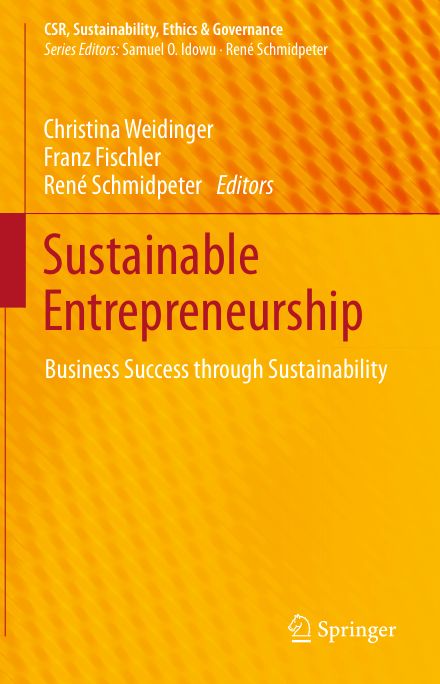 CSR, Sustainability, Ethics & Governance
Series Editors: Samuel O. Idowu · René Schmidpeter
Christina Weidinger
Franz Fischler
René Schmidpeter Editors
Sustainable
Entrepreneurship
Business Success through Sustainability
Springer